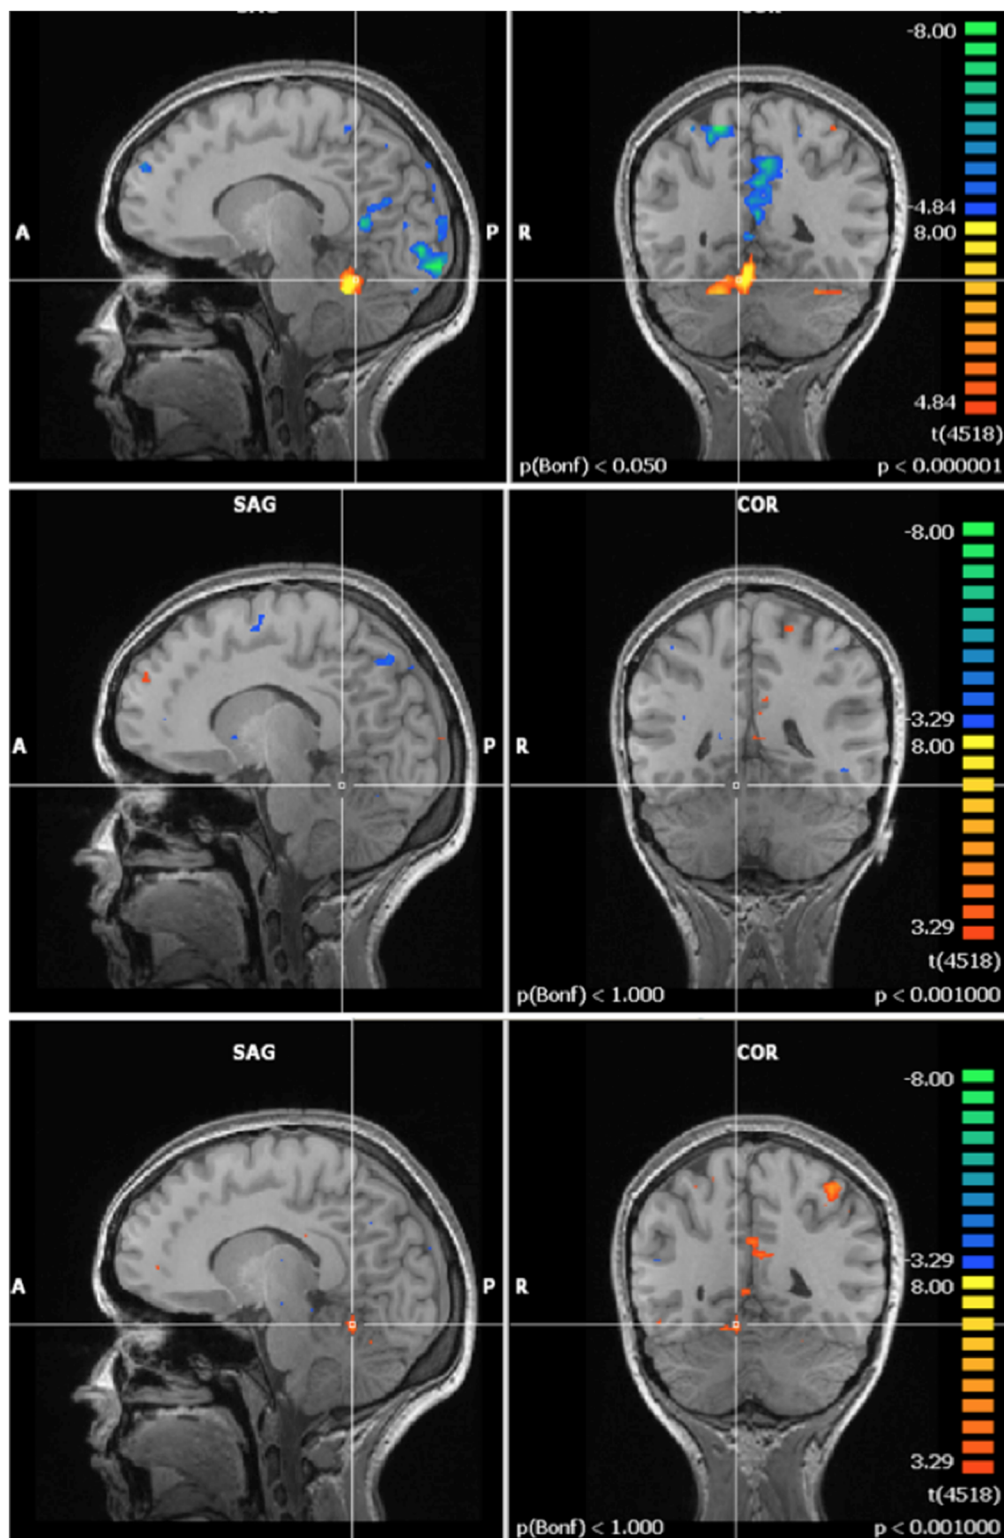 A
P
R
-8.00
-4.84
8.00
4.84
t(4518)
p(Bonf) < 0.050
p < 0.000001
SAG
COR
A
P
R
-8.00
-3.29
8.00
3.29
t(4518)
p(Bonf) < 1.000
p < 0.001000
SAG
COR
A
P
R
-8.00
-3.29
8.00
3.29
t(4518)
p(Bonf) < 1.000
p < 0.001000